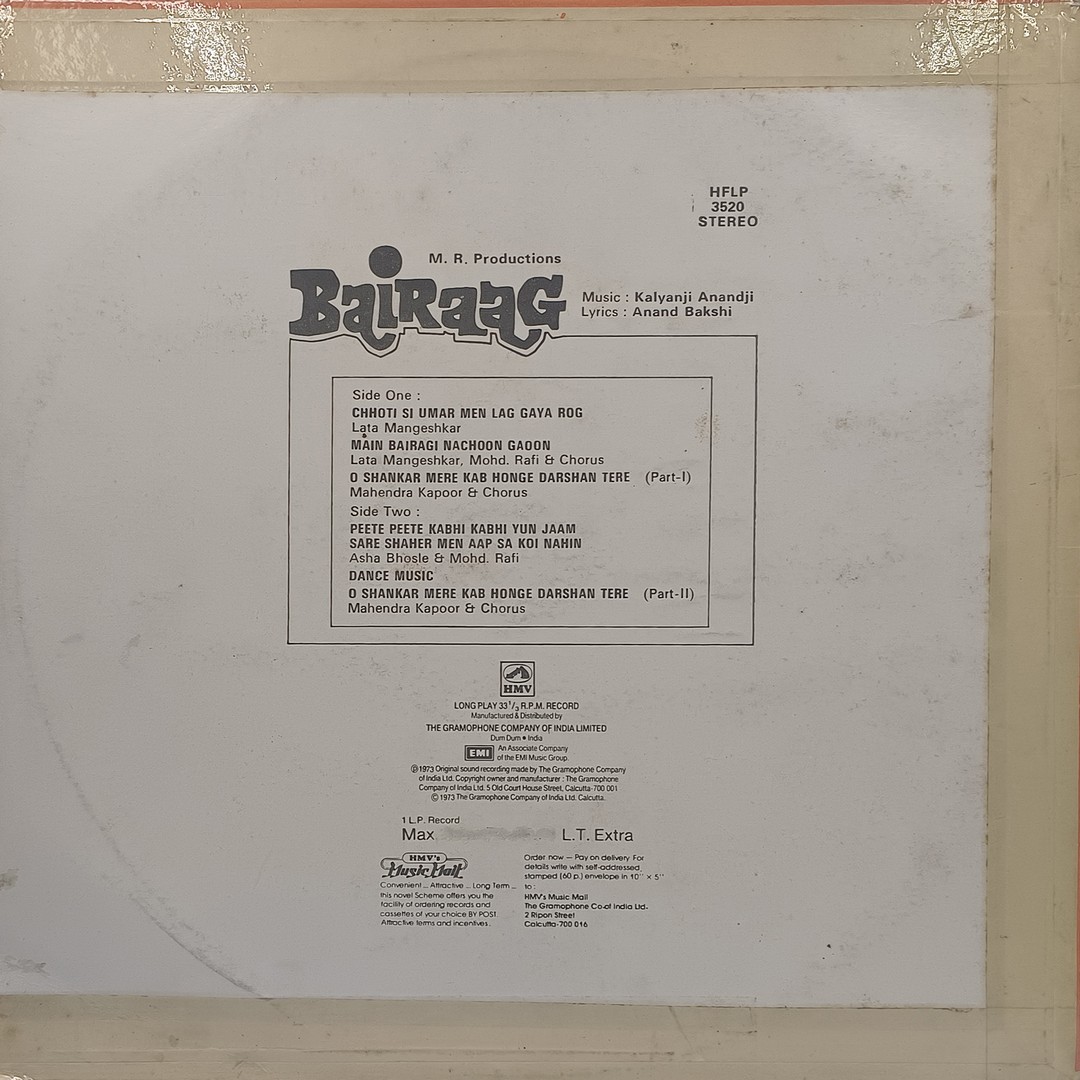 HFLP
3520
STEREO
M. R. Productions
BAIRAAG
Music : Kalyanji Anandji
Lyrics : Anand Bakshi
Side One :
CHHOTI SI UMAR MEN LAG GAYA ROG
Lata Mangeshkar
MAIN BAIRAGI NACHOON GAOON
Lata Mangeshkar, Mohd. Rafi & Chorus
O SHANKAR MERE KAB HONGE DARSHAN TERE (Part-I)
Mahendra Kapoor & Chorus
Side Two :
PEETE PEETE KABHI KABHI YUN JAAM
SARE SHAHER MEN AAP SA KOI NAHIN
Asha Bhosle & Mohd. Rafi
DANCE MUSIC
O SHANKAR MERE KAB HONGE DARSHAN TERE (Part-II)
Mahendra Kapoor & Chorus
HMV
LONG PLAY 33 1/3 R.P.M. RECORD
Manufactured & Distributed by
THE GRAMOPHONE COMPANY OF INDIA LIMITED
Dum Dum • India
EMI An Associate Company
of the EMI Music Group.
℗ 1973 Original sound recording made by The Gramophone Company
of India Ltd. Copyright owner and manufacturer : The Gramophone
Company of India Ltd. 5 Old Court House Street, Calcutta-700 001
© 1973 The Gramophone Company of India Ltd. Calcutta.
1 L.P. Record
Max L.T. Extra
HMV's
Music Mall
Convenient ... Attractive ... Long Term ...
this novel Scheme offers you the
facility of ordering records and
cassettes of your choice BY POST.
Attractive terms and incentives.
Order now — Pay on delivery. For
details write with self-addressed,
stamped (60 p.) envelope in 10" × 5"
to :
HMV's Music Mall
The Gramophone Co. of India Ltd.
2 Ripon Street
Calcutta-700 016